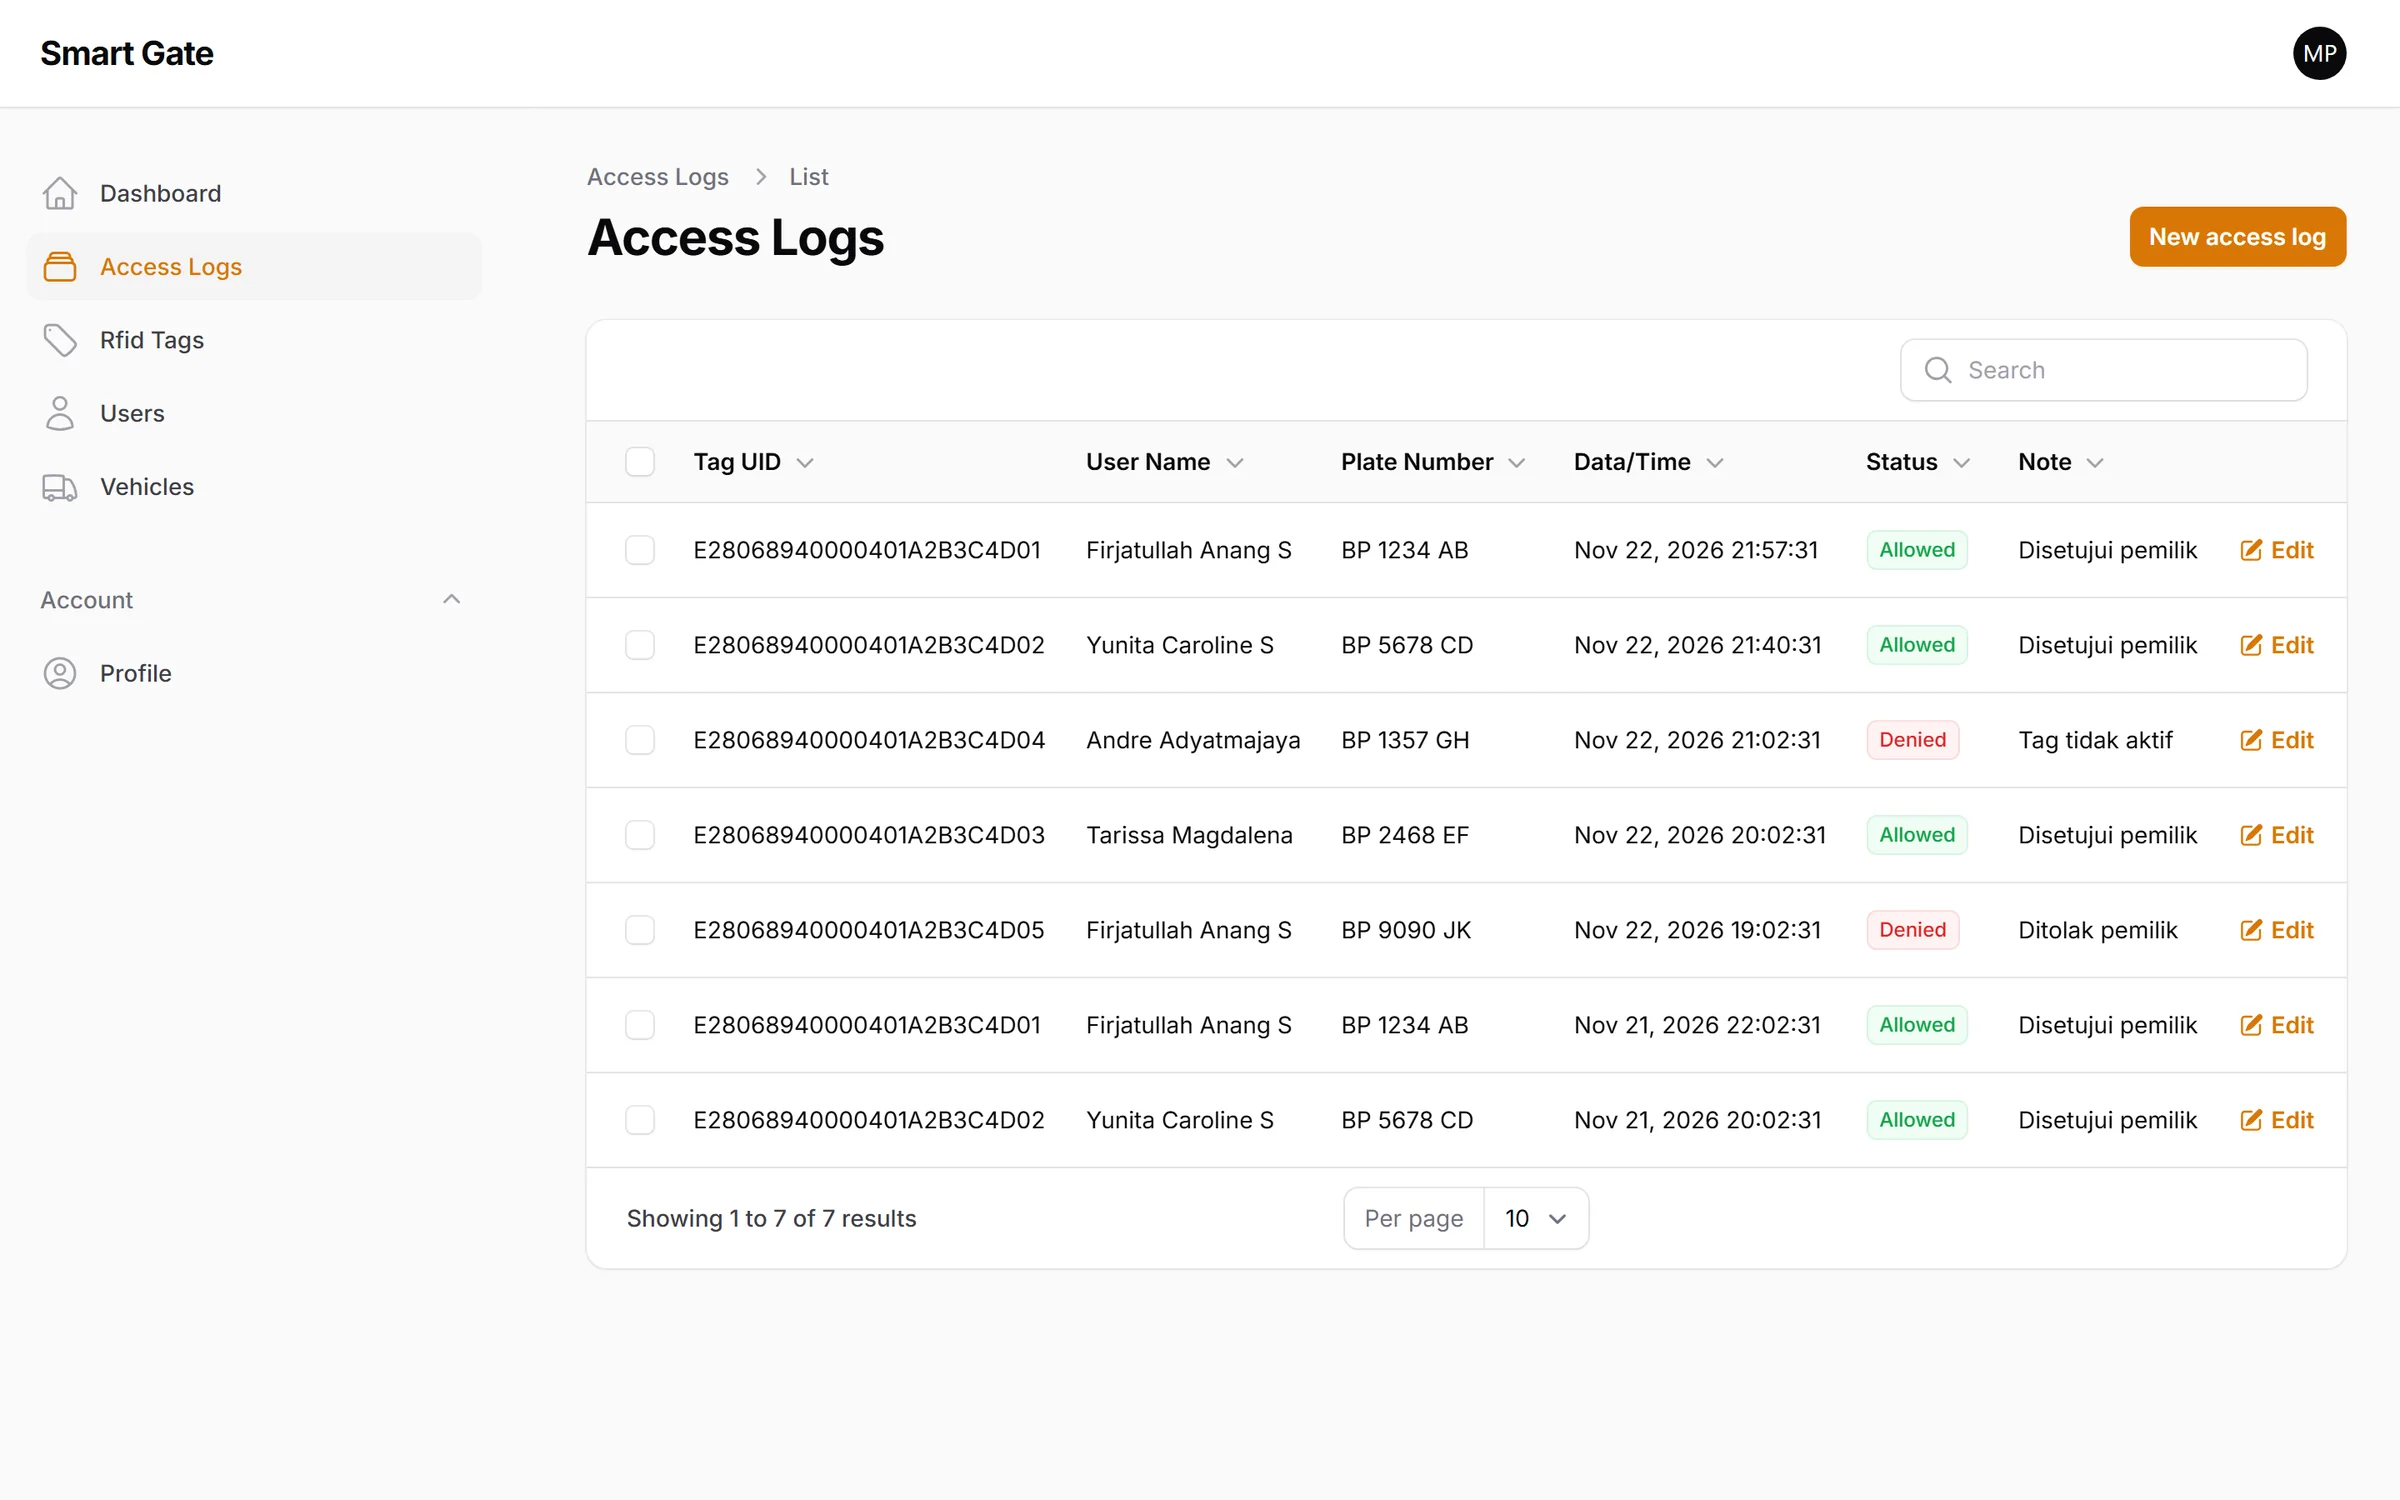 Smart Gate
MP
Dashboard
Access Logs
Rfid Tags
Users
Vehicles
Account
Profile
Access Logs > List
Access Logs
New access log
Search
Tag UID User Name Plate Number Data/Time Status Note
E28068940000401A2B3C4D01 Firjatullah Anang S BP 1234 AB Nov 22, 2026 21:57:31 Allowed Disetujui pemilik Edit
E28068940000401A2B3C4D02 Yunita Caroline S BP 5678 CD Nov 22, 2026 21:40:31 Allowed Disetujui pemilik Edit
E28068940000401A2B3C4D04 Andre Adyatmajaya BP 1357 GH Nov 22, 2026 21:02:31 Denied Tag tidak aktif Edit
E28068940000401A2B3C4D03 Tarissa Magdalena BP 2468 EF Nov 22, 2026 20:02:31 Allowed Disetujui pemilik Edit
E28068940000401A2B3C4D05 Firjatullah Anang S BP 9090 JK Nov 22, 2026 19:02:31 Denied Ditolak pemilik Edit
E28068940000401A2B3C4D01 Firjatullah Anang S BP 1234 AB Nov 21, 2026 22:02:31 Allowed Disetujui pemilik Edit
E28068940000401A2B3C4D02 Yunita Caroline S BP 5678 CD Nov 21, 2026 20:02:31 Allowed Disetujui pemilik Edit
Showing 1 to 7 of 7 results
Per page 10